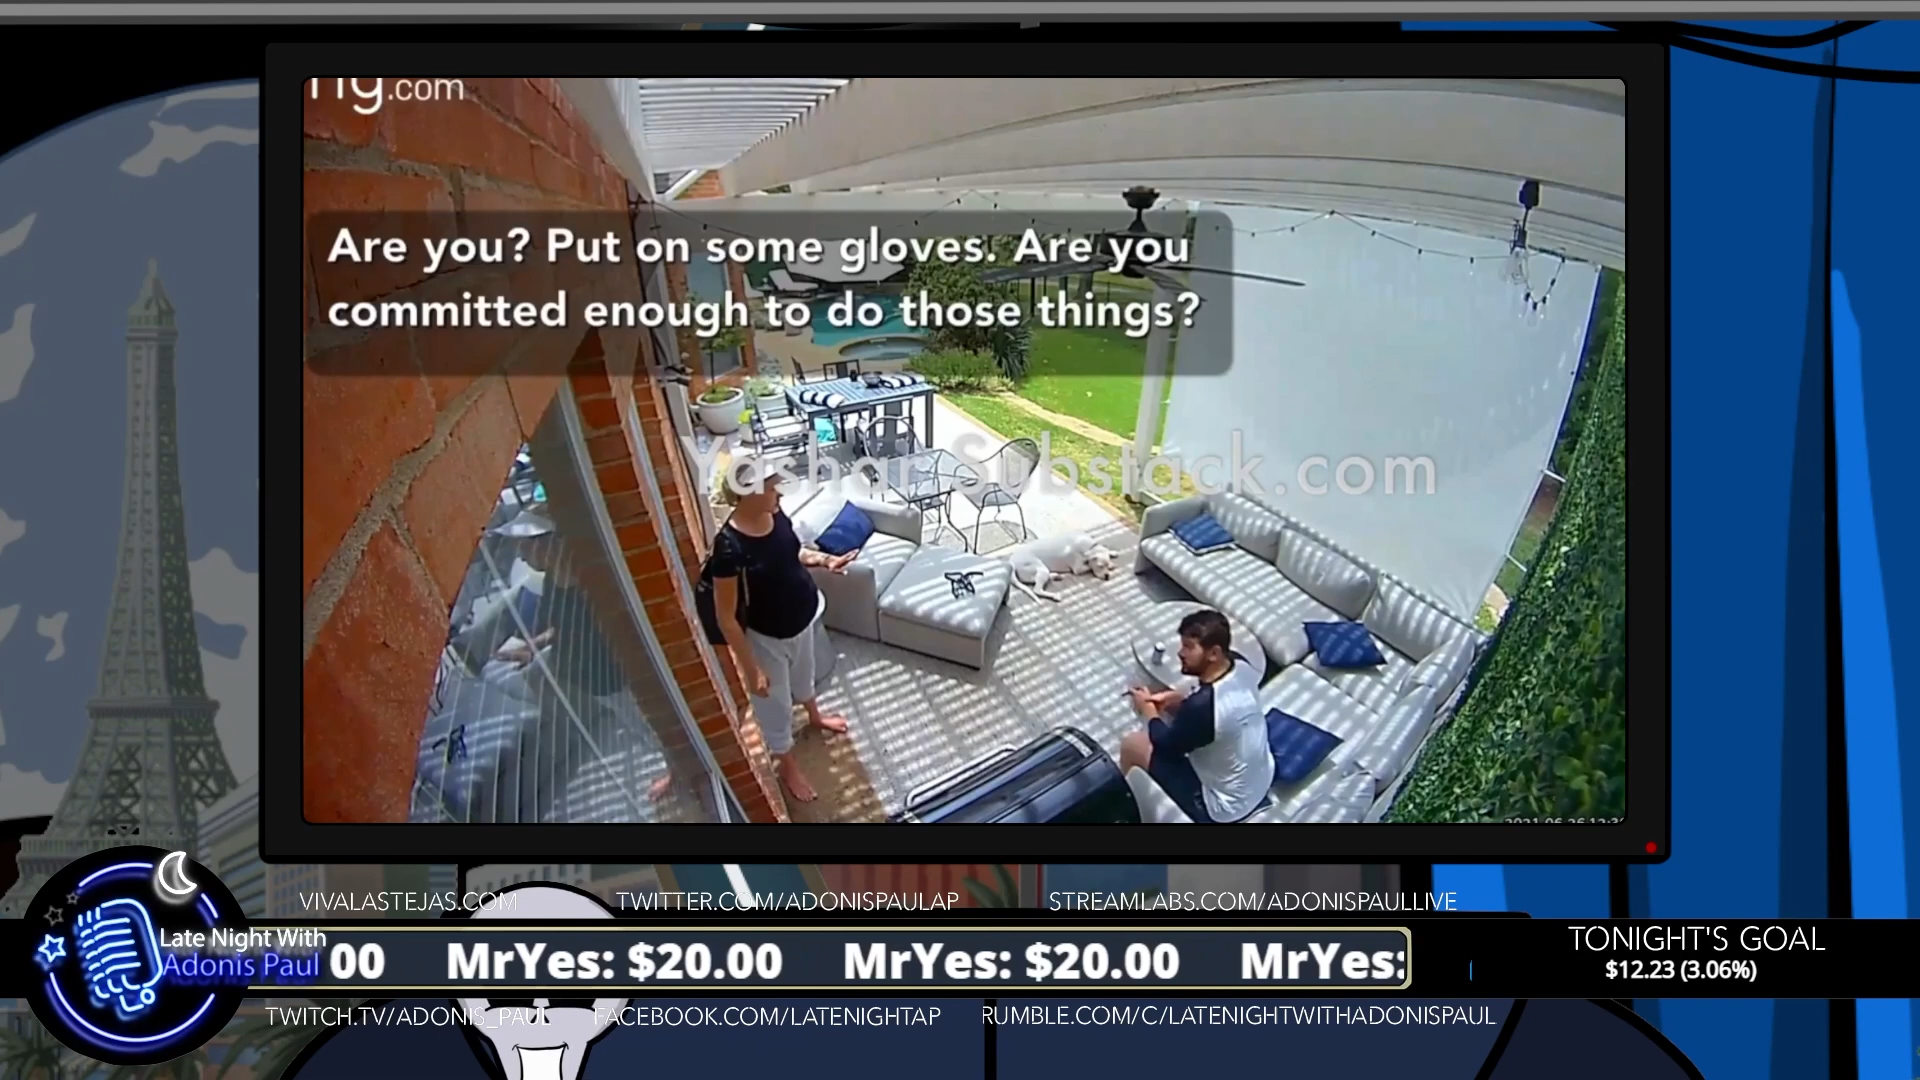 .com
Are you? Put on some gloves. Are you
committed enough to do those things?
Yashar.Substack.com
VIVALASTEJAS.COM
TWITTER.COM/ADONISPAULAP
STREAMLABS.COM/ADONISPAULLIVE
Late Night With
Adonis Paul
00 MrYes: $20.00 MrYes: $20.00 MrYes:
TONIGHT'S GOAL
$12.23 (3.06%)
TWITCH.TV/ADONIS_PAUL
FACEBOOK.COM/LATENIGHTAP
RUMBLE.COM/C/LATENIGHTWITHADONISPAUL